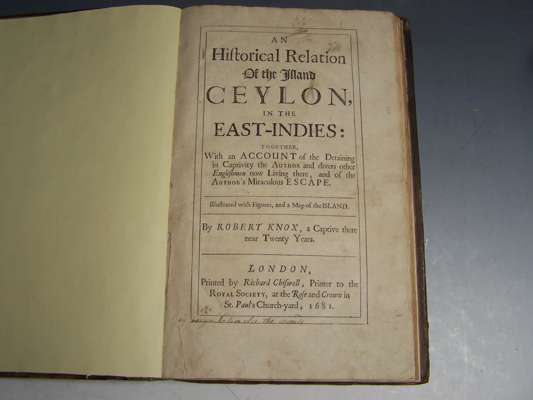 AN
Historical Relation
Of the Island
CEYLON,
IN THE
EAST-INDIES:
TOGETHER,
With an ACCOUNT of the Detaining
in Captivity the AUTHOR and divers other
Englishmen now Living there, and of the
AUTHOR's Miraculous ESCAPE.
Illustrated with Figures, and a Map of the ISLAND.
By ROBERT KNOX, a Captive there
near Twenty Years.
LONDON,
Printed by Richard Chiswell, Printer to the
ROYAL SOCIETY, at the Rose and Crown in
St. Paul's Church-yard, 1681.